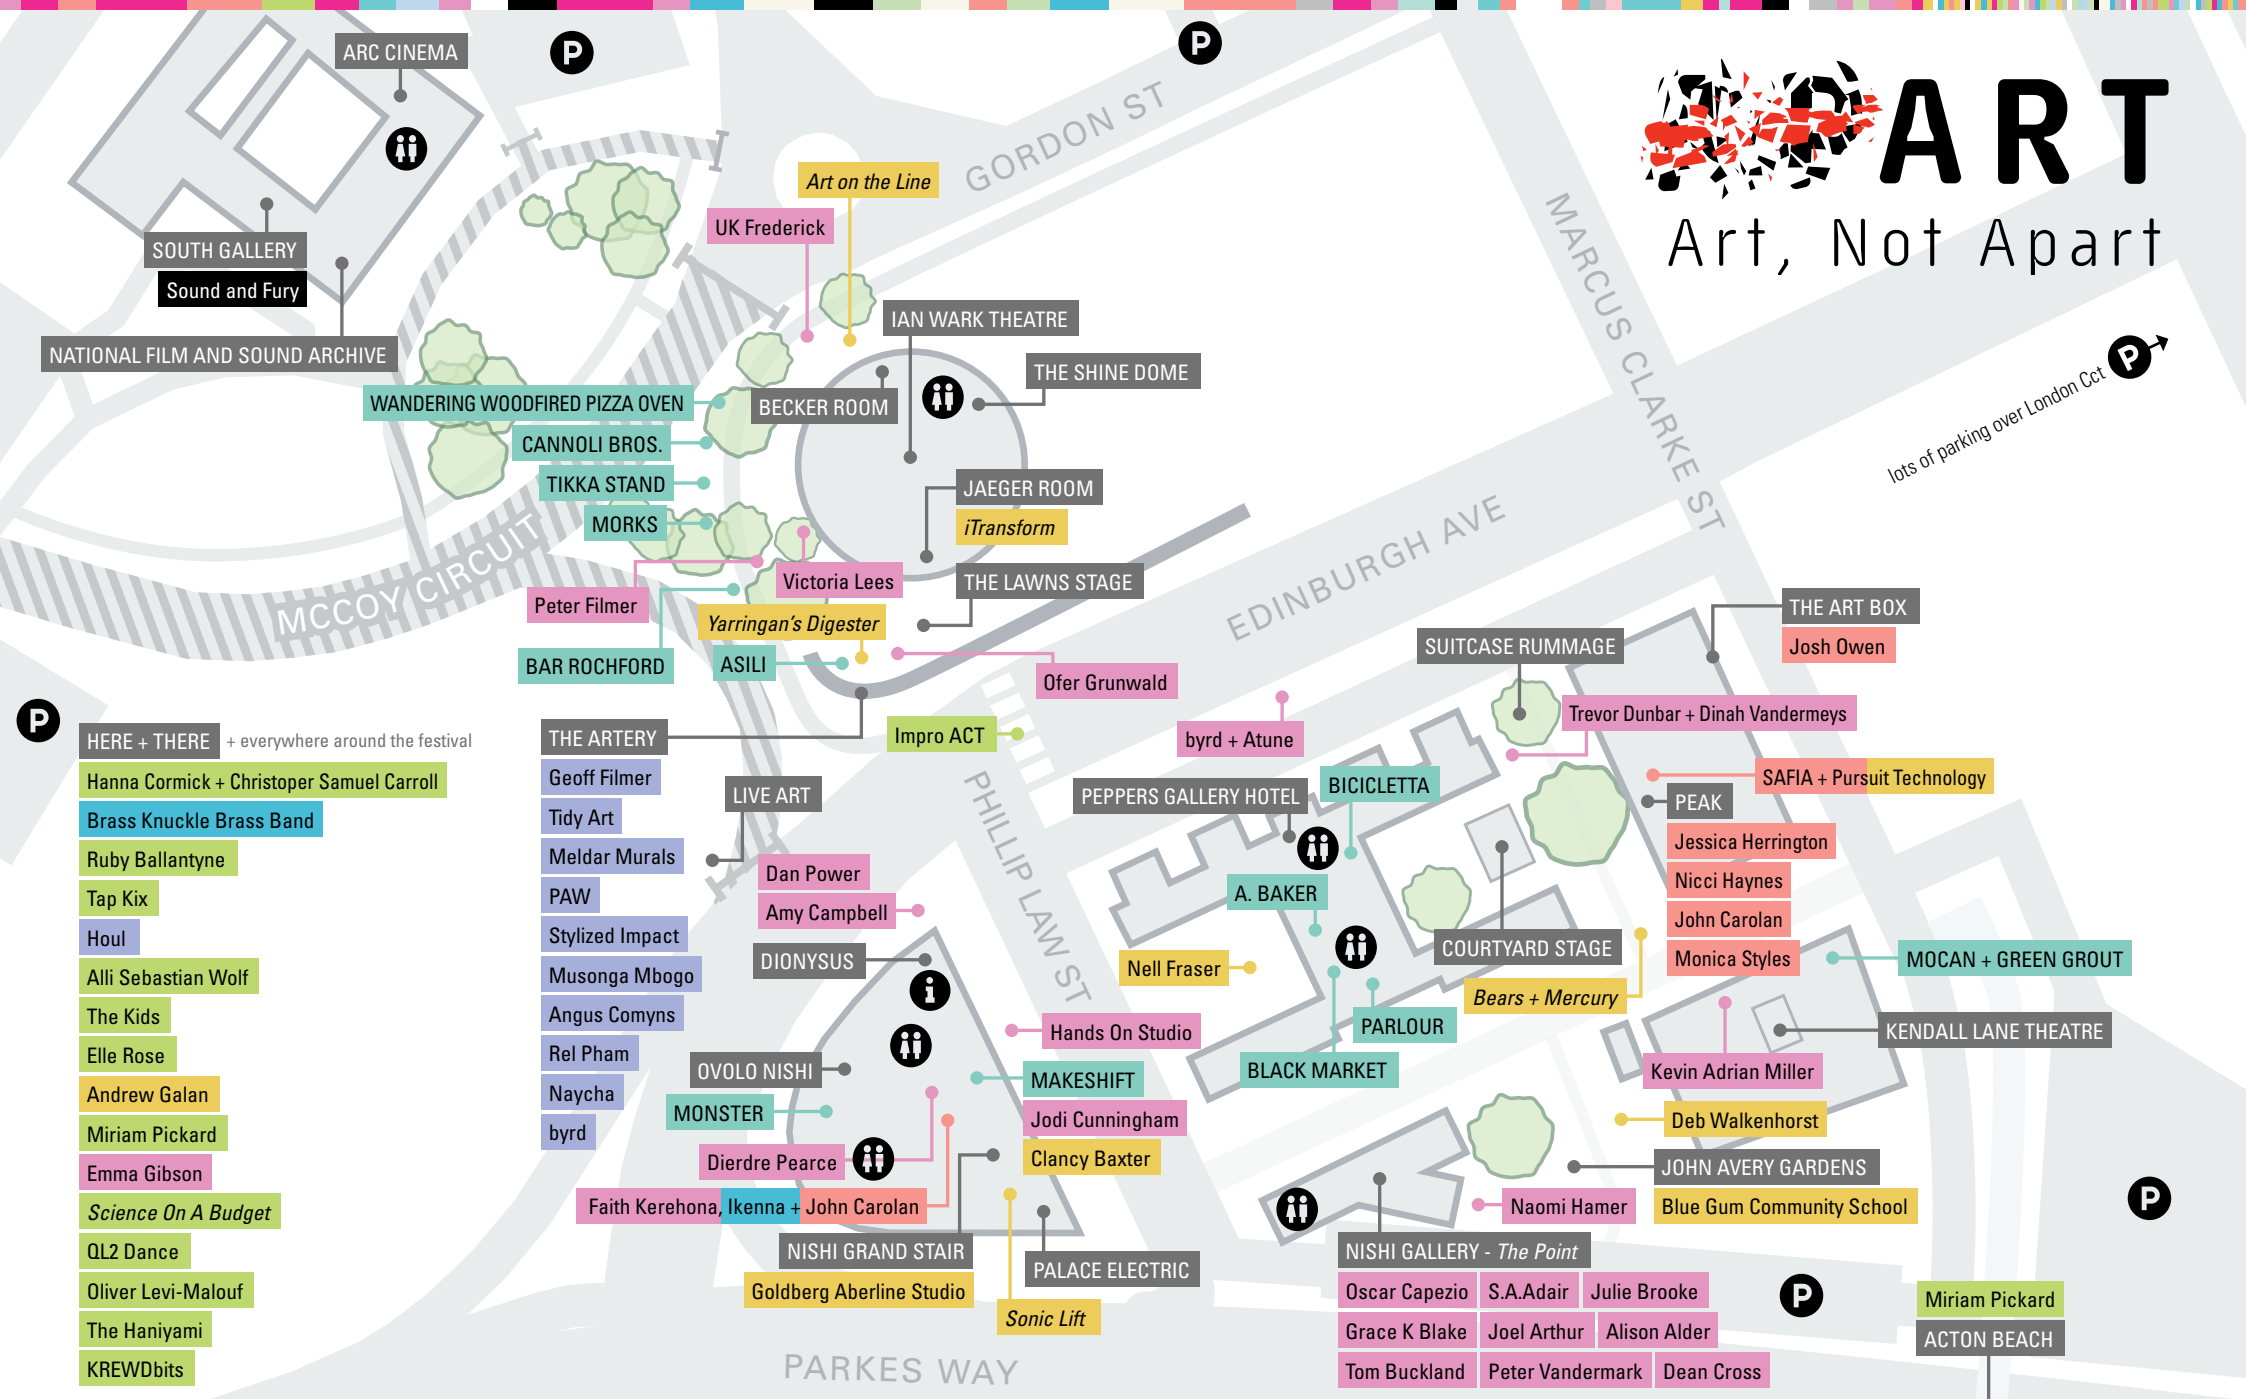 ARC CINEMA
P
P
GORDON ST
ART
Art, Not Apart
Art on the Line
UK Frederick
MARCUS CLARKE ST
SOUTH GALLERY
Sound and Fury
NATIONAL FILM AND SOUND ARCHIVE
IAN WARK THEATRE
THE SHINE DOME
BECKER ROOM
P
lots of parking over London Cct
WANDERING WOODFIRED PIZZA OVEN
CANNOLI BROS.
TIKKA STAND
MORKS
JAEGER ROOM
iTransform
MCCOY CIRCUIT
EDINBURGH AVE
Victoria Lees
THE LAWNS STAGE
Peter Filmer
Yarringan's Digester
BAR ROCHFORD
ASILI
Ofer Grunwald
THE ART BOX
Josh Owen
SUITCASE RUMMAGE
Trevor Dunbar + Dinah Vandermeys
P
HERE + THERE + everywhere around the festival
Hanna Cormick + Christoper Samuel Carroll
Brass Knuckle Brass Band
Ruby Ballantyne
Tap Kix
Houl
Alli Sebastian Wolf
The Kids
Elle Rose
Andrew Galan
Miriam Pickard
Emma Gibson
Science On A Budget
QL2 Dance
Oliver Levi-Malouf
The Haniyami
KREWDbits
THE ARTERY
Geoff Filmer
Tidy Art
Meldar Murals
PAW
Stylized Impact
Musonga Mbogo
Angus Comyns
Rel Pham
Naycha
byrd
Impro ACT
byrd + Atune
LIVE ART
PHILLIP LAW ST
PEPPERS GALLERY HOTEL
BICICLETTA
SAFIA + Pursuit Technology
PEAK
Jessica Herrington
Nicci Haynes
John Carolan
Monica Styles
Dan Power
Amy Campbell
DIONYSUS
i
A. BAKER
Nell Fraser
COURTYARD STAGE
Bears + Mercury
PARLOUR
BLACK MARKET
MOCAN + GREEN GROUT
KENDALL LANE THEATRE
Kevin Adrian Miller
Hands On Studio
OVOLO NISHI
MONSTER
MAKESHIFT
Jodi Cunningham
Clancy Baxter
Dierdre Pearce
Faith Kerehona, Ikenna + John Carolan
NISHI GRAND STAIR
Goldberg Aberline Studio
PALACE ELECTRIC
Sonic Lift
Deb Walkenhorst
JOHN AVERY GARDENS
Blue Gum Community School
Naomi Hamer
NISHI GALLERY - The Point
Oscar Capezio
S.A.Adair
Julie Brooke
Grace K Blake
Joel Arthur
Alison Alder
Tom Buckland
Peter Vandermark
Dean Cross
P
P
Miriam Pickard
ACTON BEACH
PARKES WAY